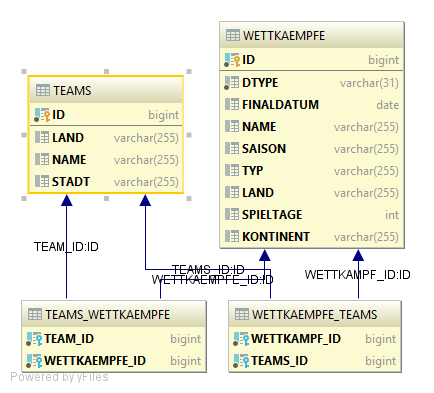 WETTKAEMPFE
ID bigint
DTYPE varchar(31)
FINALDATUM date
NAME varchar(255)
SAISON varchar(255)
TYP varchar(255)
LAND varchar(255)
SPIELTAGE int
KONTINENT varchar(255)
TEAMS
ID bigint
LAND varchar(255)
NAME varchar(255)
STADT varchar(255)
TEAM_ID:ID
TEAMS_ID:ID
WETTKAEMPFE_ID:ID
WETTKAMPF_ID:ID
TEAMS_WETTKAEMPFE
TEAM_ID bigint
WETTKAEMPFE_ID bigint
WETTKAEMPFE_TEAMS
WETTKAMPF_ID bigint
TEAMS_ID bigint
Powered by yFiles